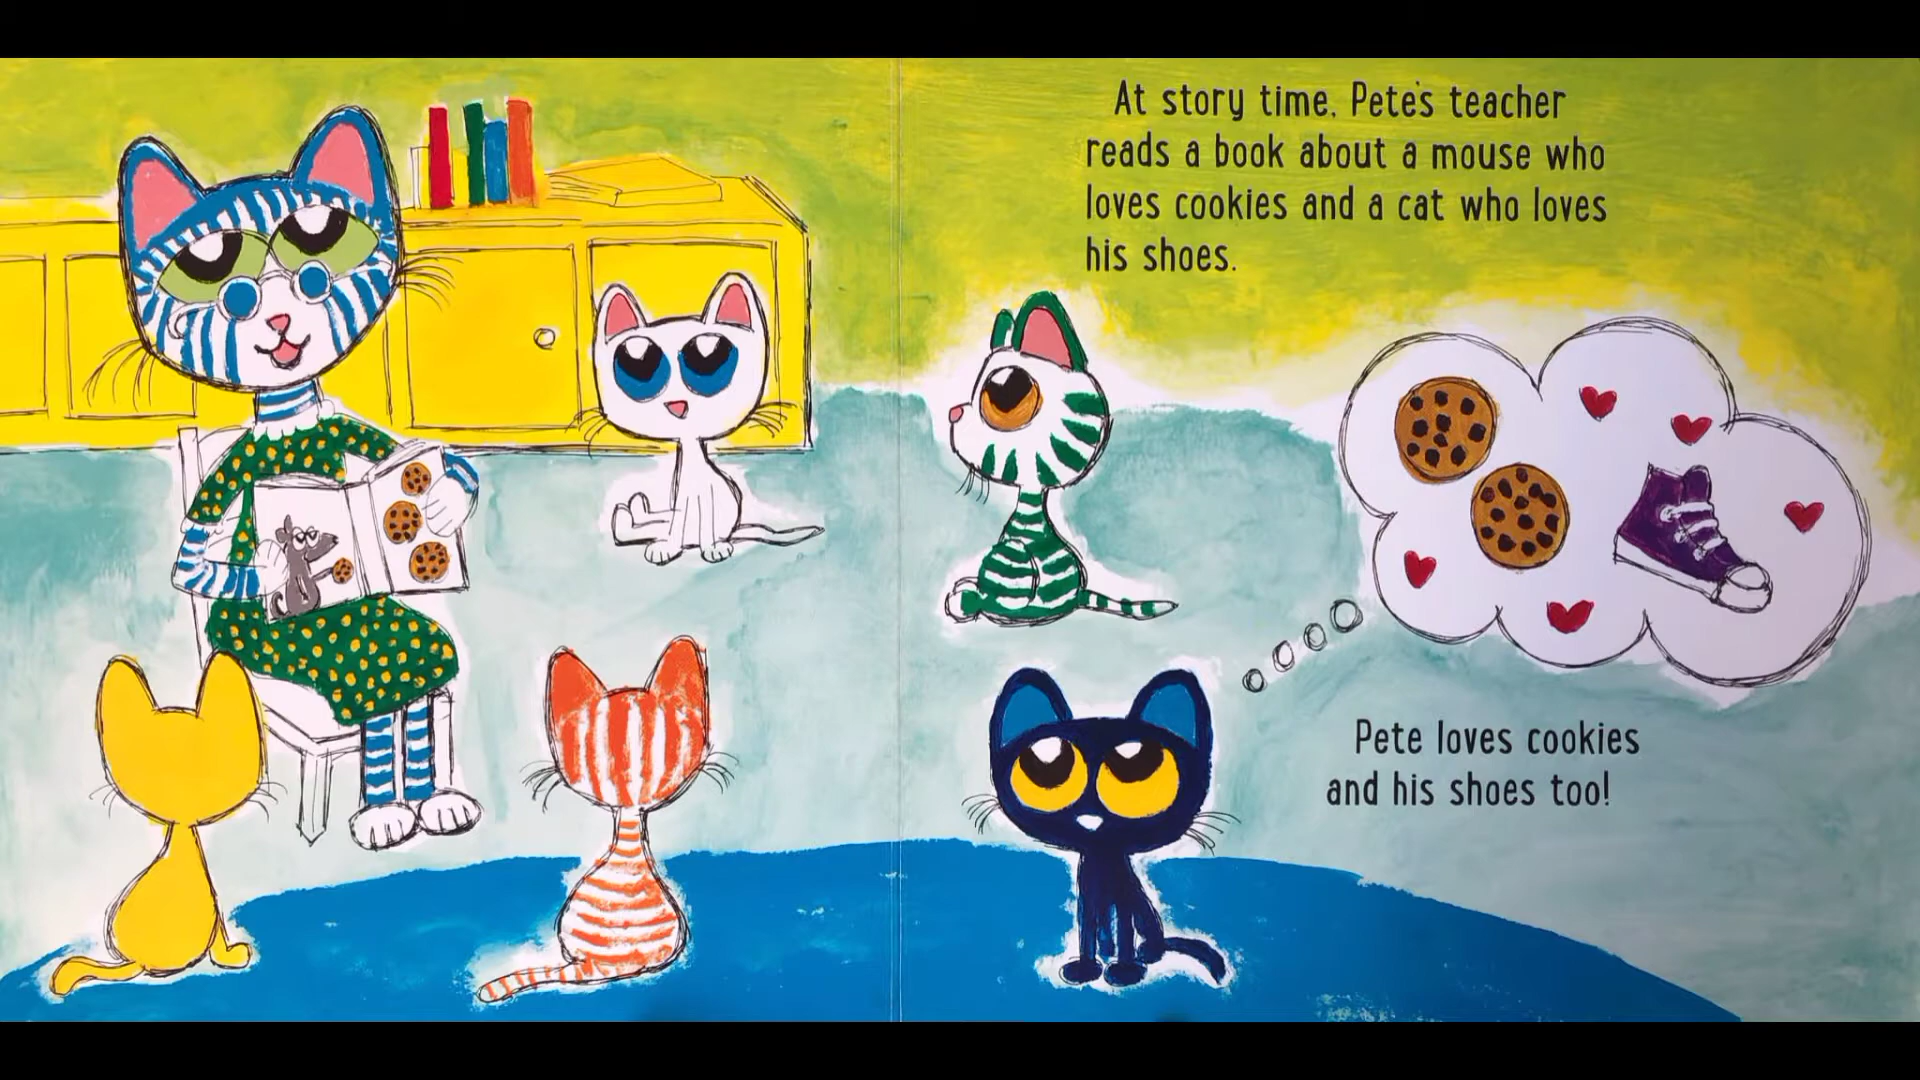 At story time, Pete's teacher
reads a book about a mouse who
loves cookies and a cat who loves
his shoes.
Pete loves cookies
and his shoes too!